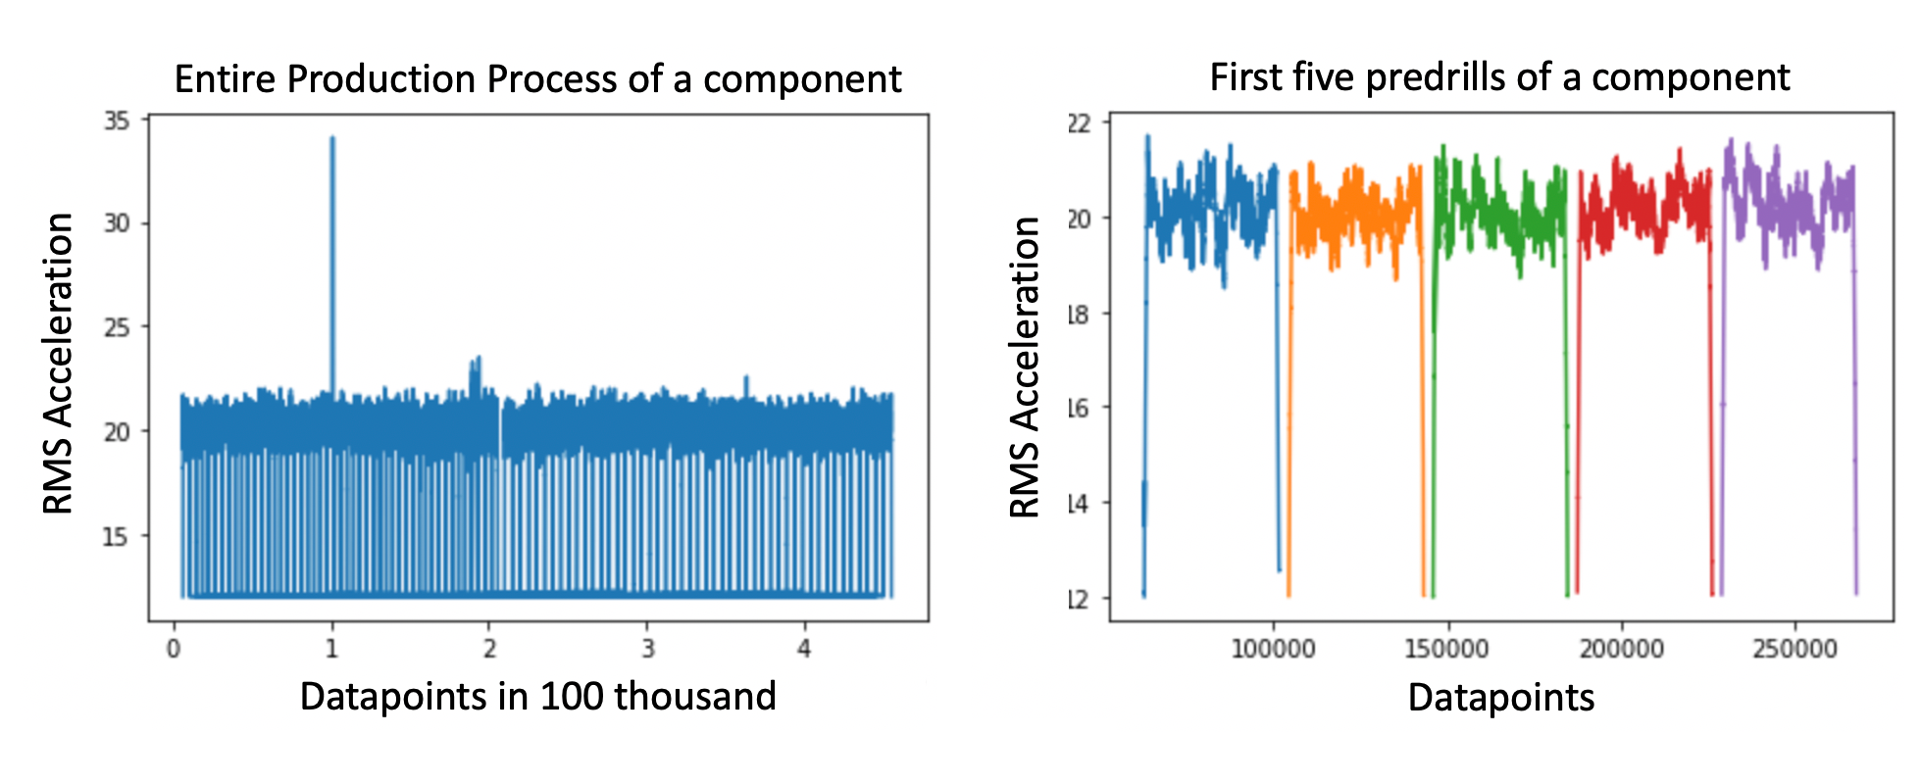 Entire Production Process of a component
35
30
25
20
15
RMS Acceleration
0 1 2 3 4
Datapoints in 100 thousand
First five predrills of a component
22
20
18
16
14
12
RMS Acceleration
100000 150000 200000 250000
Datapoints